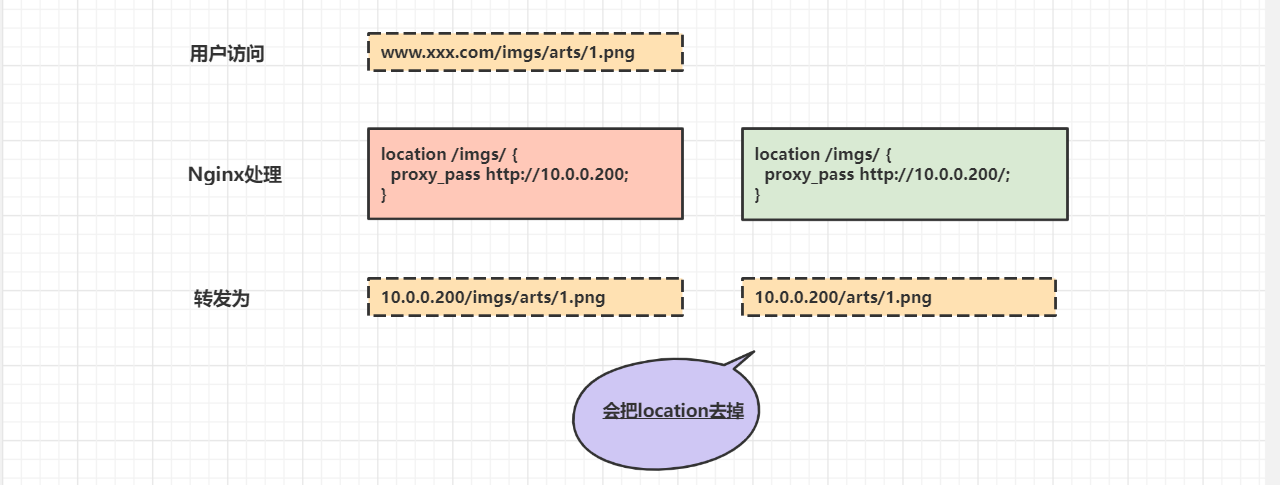 用户访问
www.xxx.com/imgs/arts/1.png
Nginx处理
location /imgs/ {
proxy_pass http://10.0.0.200;
}
location /imgs/ {
proxy_pass http://10.0.0.200/;
}
转发为
10.0.0.200/imgs/arts/1.png
10.0.0.200/arts/1.png
会把location去掉